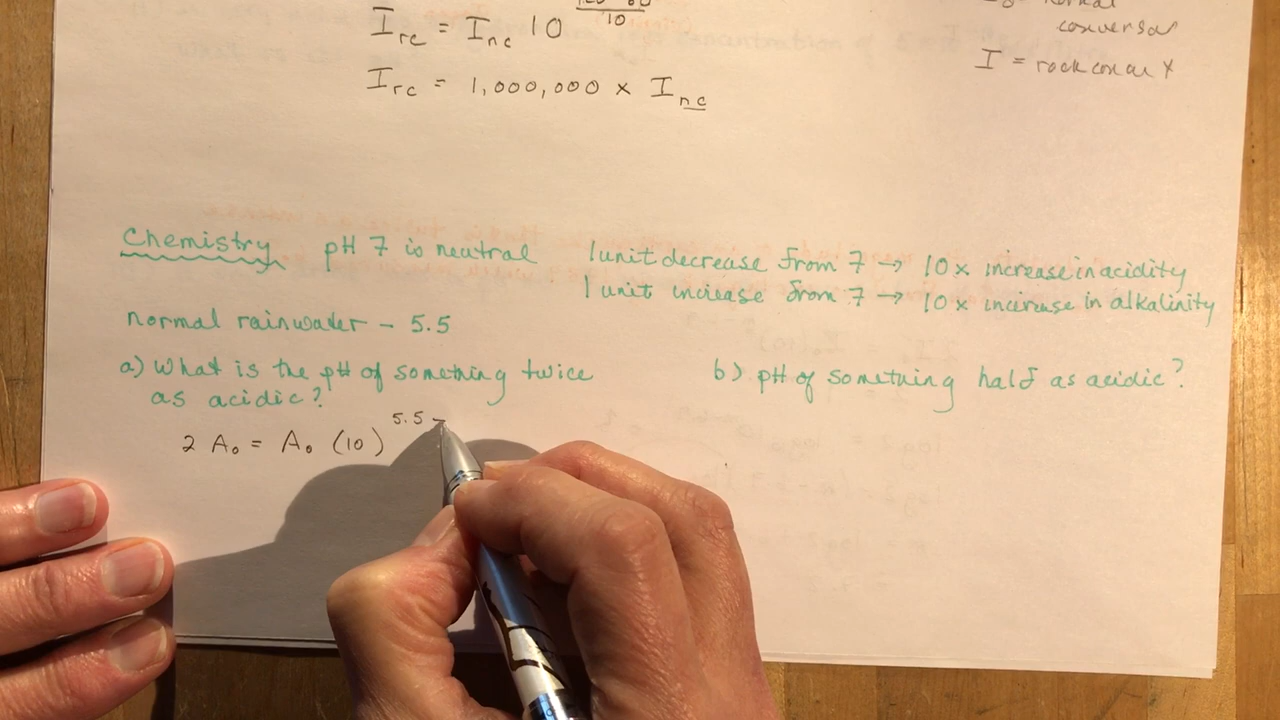 I_rc = I_nc 10
10
I_rc = 1,000,000 x I_nc
I = rock
Chemistry pH 7 is neutral
1 unit decrease from 7 → 10x increase in acidity
1 unit increase from 7 → 10x increase in alkalinity
normal rainwater - 5.5
a) What is the pH of something twice
as acidic?
b) pH of something half as acidic?
2 A₀ = A₀ (10)^5.5 -